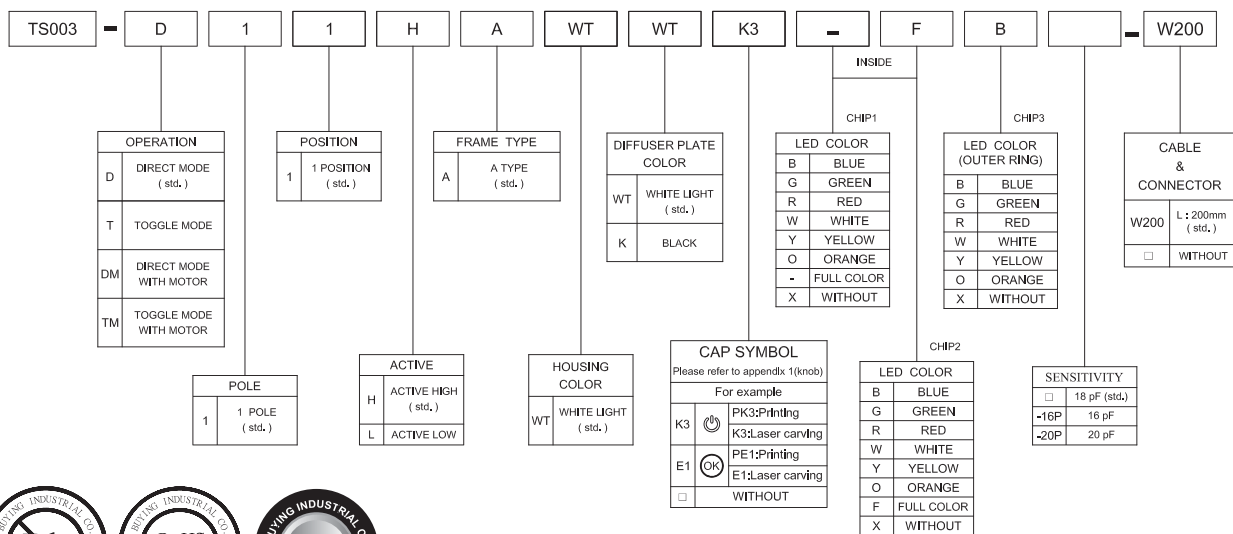 TS003 - D 1 1 H A WT WT K3 - F B - W200
INSIDE
OPERATION
D DIRECT MODE
( std. )
T TOGGLE MODE
DM DIRECT MODE
WITH MOTOR
TM TOGGLE MODE
WITH MOTOR
POLE
1 1 POLE
( std. )
POSITION
1 1 POSITION
( std. )
ACTIVE
H ACTIVE HIGH
( std. )
L ACTIVE LOW
FRAME TYPE
A A TYPE
( std. )
HOUSING
COLOR
WT WHITE LIGHT
( std. )
DIFFUSER PLATE
COLOR
WT WHITE LIGHT
( std. )
K BLACK
CAP SYMBOL
Please refer to appendix 1(knob)
For example
K3 PK3:Printing
K3:Laser carving
E1 OK PE1:Printing
E1:Laser carving
□ WITHOUT
CHIP1
LED COLOR
B BLUE
G GREEN
R RED
W WHITE
Y YELLOW
O ORANGE
- FULL COLOR
X WITHOUT
CHIP2
LED COLOR
B BLUE
G GREEN
R RED
W WHITE
Y YELLOW
O ORANGE
F FULL COLOR
X WITHOUT
CHIP3
LED COLOR
(OUTER RING)
B BLUE
G GREEN
R RED
W WHITE
Y YELLOW
O ORANGE
X WITHOUT
SENSITIVITY
□ 18 pF (std.)
-16P 16 pF
-20P 20 pF
CABLE
&
CONNECTOR
W200 L : 200mm
( std. )
□ WITHOUT
INDUSTRIAL
BUYING INDUSTRIAL
INDUSTRIAL